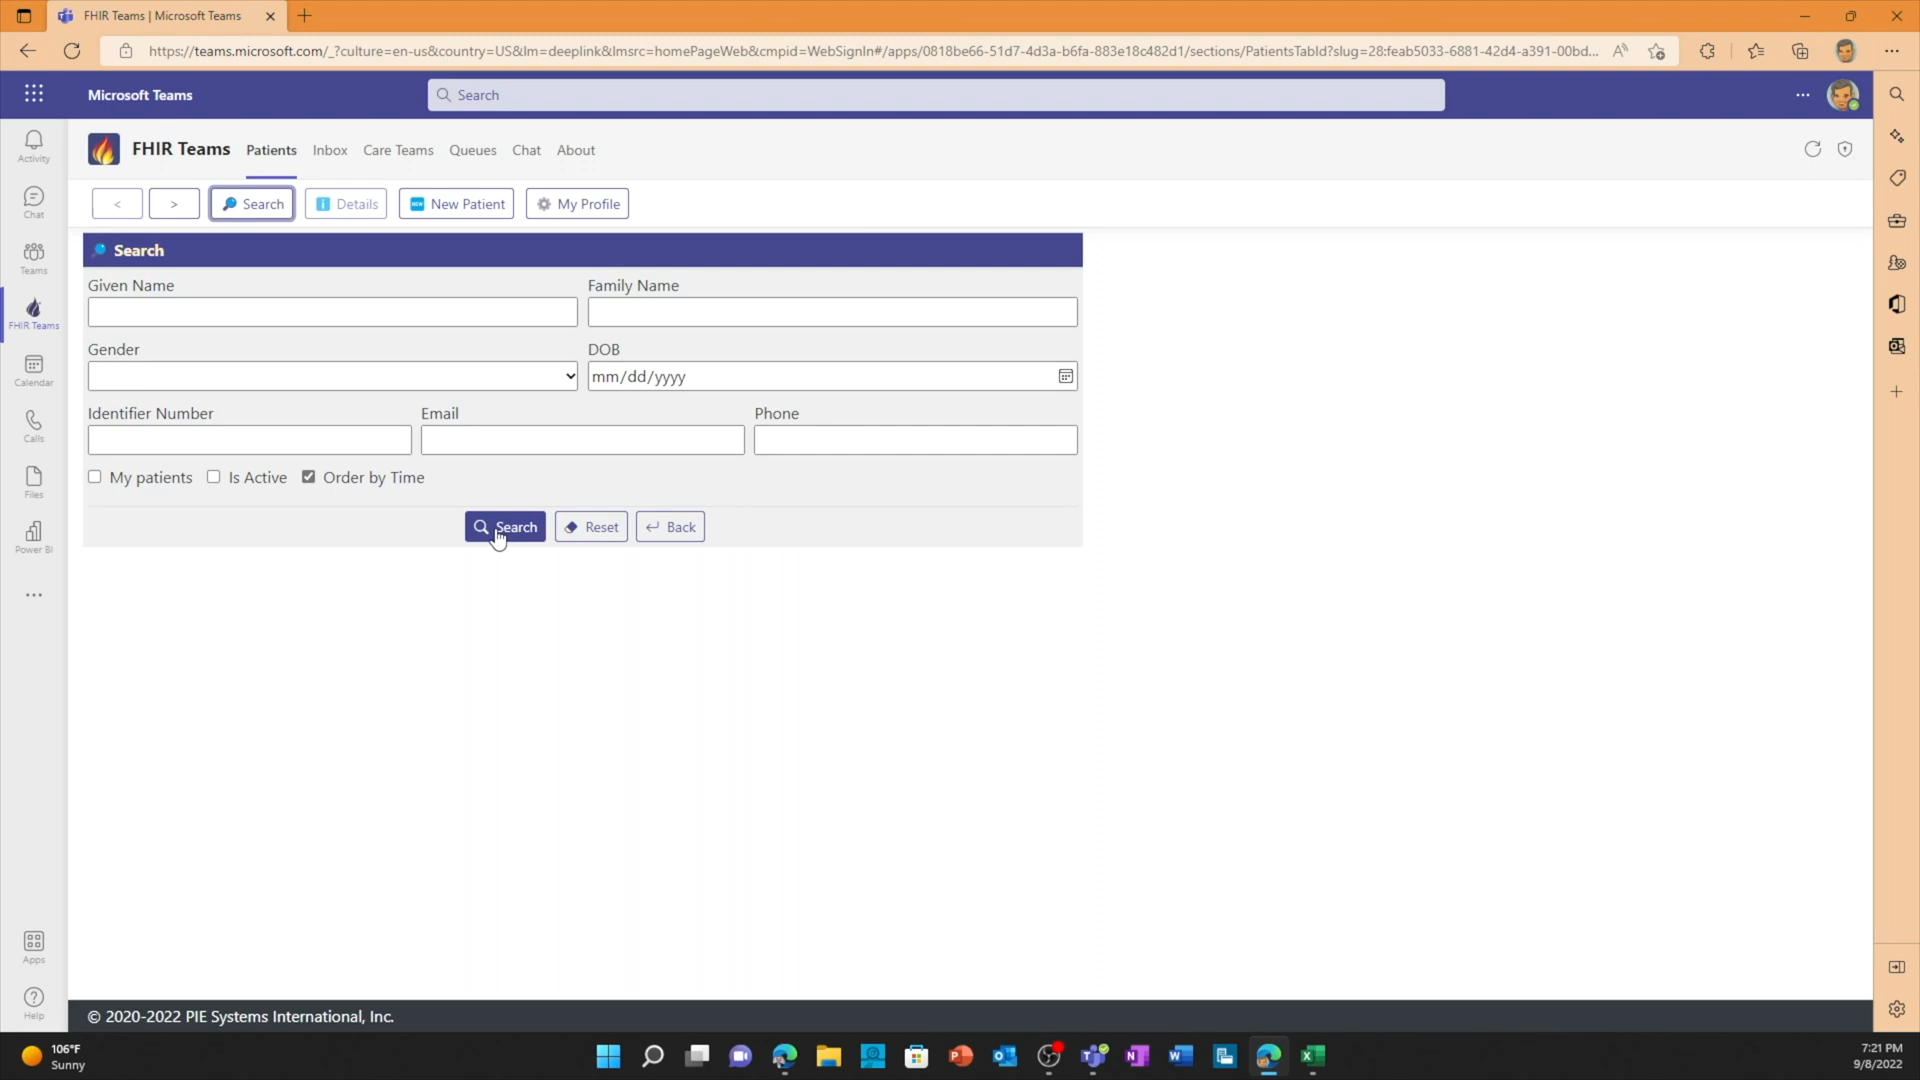 FHIR Teams | Microsoft Teams
https://teams.microsoft.com/_?culture=en-us&country=US&lm=deeplink&lmsrc=homePageWeb&cmpid=WebSignIn#/apps/0818be66-51d7-4d3a-b6fa-883e18c482d1/sections/PatientsTabId?slug=28:feab5033-6881-42d4-a391-00bd...
Microsoft Teams
Search
Activity
Chat
Teams
FHIR Teams
Calendar
Calls
Files
Power BI
Apps
Help
FHIR Teams Patients Inbox Care Teams Queues Chat About
< > Search Details New Patient My Profile
Search
Given Name Family Name
Gender DOB
mm/dd/yyyy
Identifier Number Email Phone
My patients Is Active Order by Time
Search Reset Back
© 2020-2022 PIE Systems International, Inc.
106°F
Sunny
7:21 PM
9/8/2022